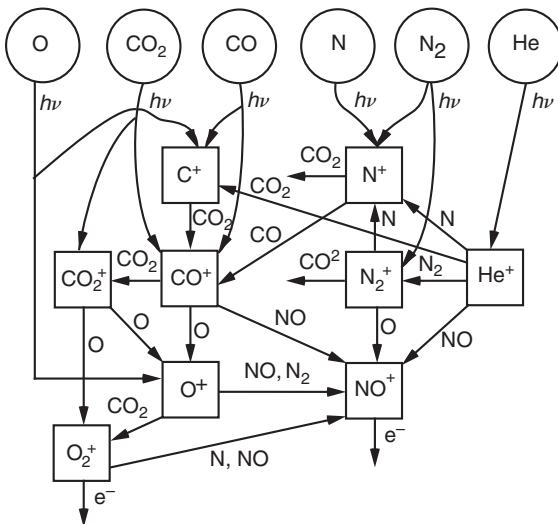 O CO₂ CO N N₂ He
hν hν hν hν hν hν
CO₂
C⁺ N⁺
CO₂
CO₂ N N
CO
CO₂ CO² N₂
CO₂⁺ CO⁺ N₂⁺ He⁺
O O O NO O NO
NO, N₂
O⁺ NO⁺
CO₂
O₂⁺
N, NO e⁻
e⁻